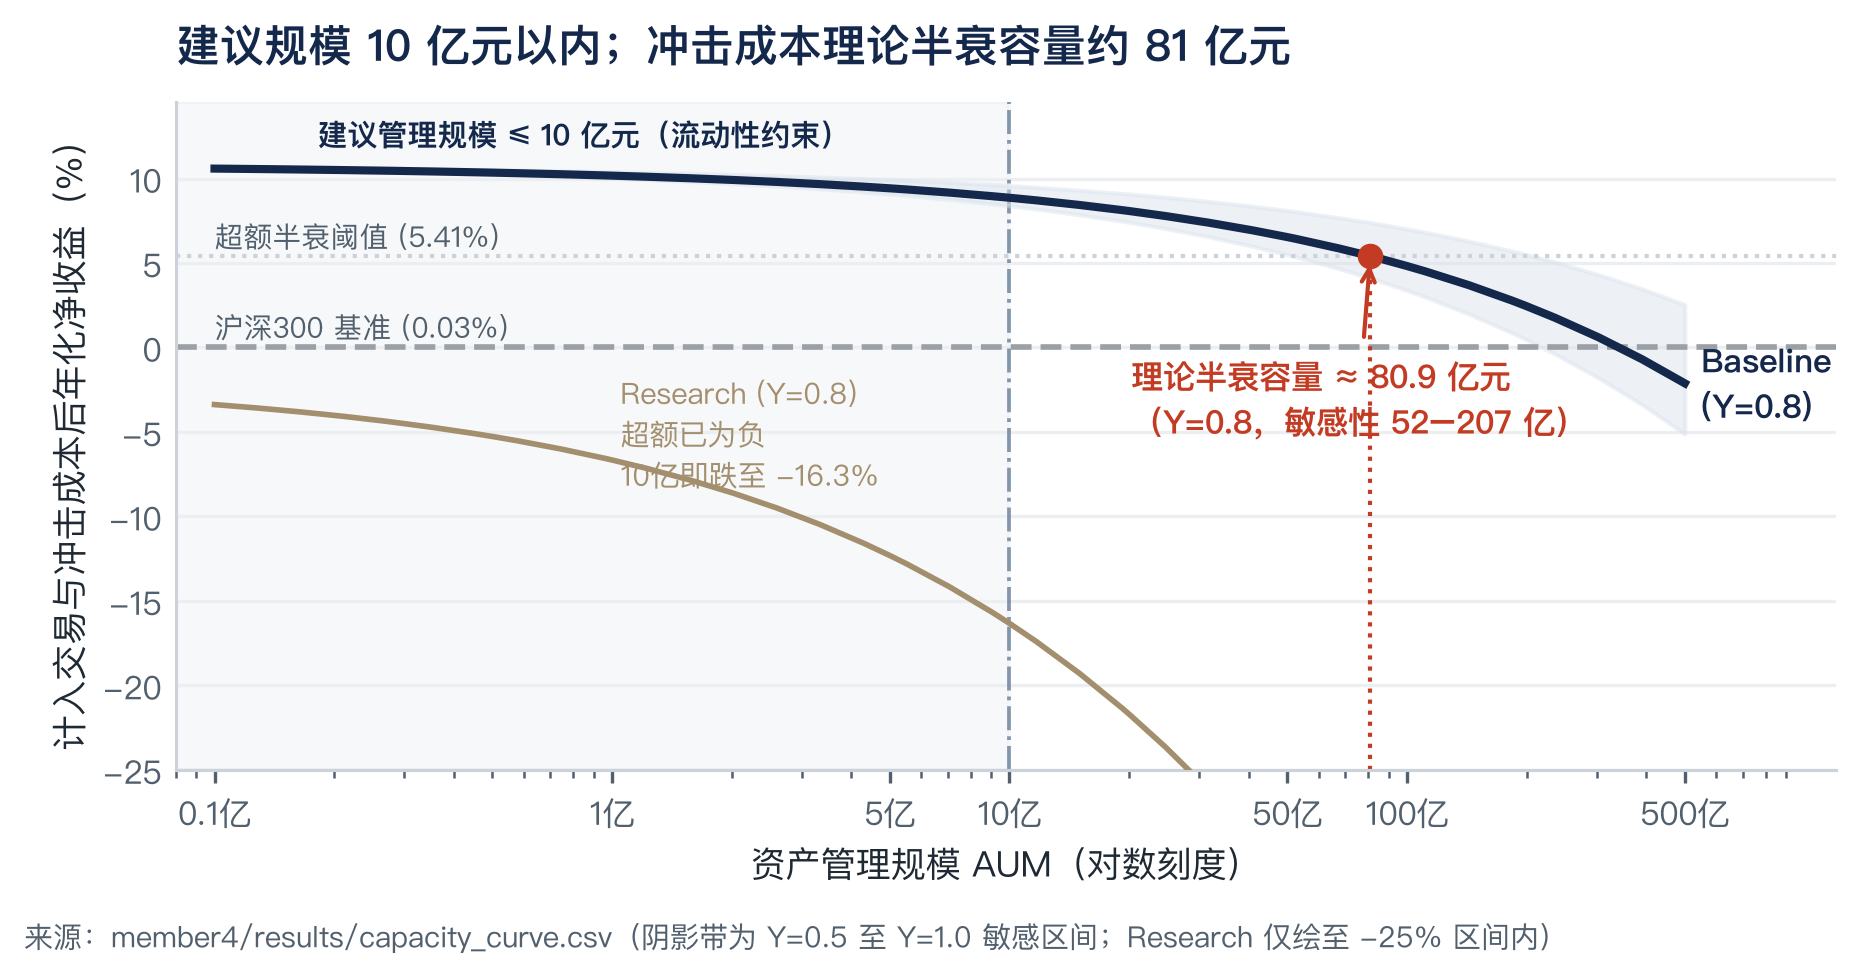 建议规模 10 亿元以内；冲击成本理论半衰容量约 81 亿元
建议管理规模 ≤ 10 亿元（流动性约束）
计入交易与冲击成本后年化净收益（%）
10
5
0
−5
−10
−15
−20
−25
超额半衰阈值 (5.41%)
沪深300 基准 (0.03%)
Research (Y=0.8)
超额已为负
10亿即跌至 −16.3%
理论半衰容量 ≈ 80.9 亿元
（Y=0.8，敏感性 52—207 亿）
Baseline
(Y=0.8)
0.1亿
1亿
5亿
10亿
50亿
100亿
500亿
资产管理规模 AUM（对数刻度）
来源：member4/results/capacity_curve.csv（阴影带为 Y=0.5 至 Y=1.0 敏感区间；Research 仅绘至 −25% 区间内）